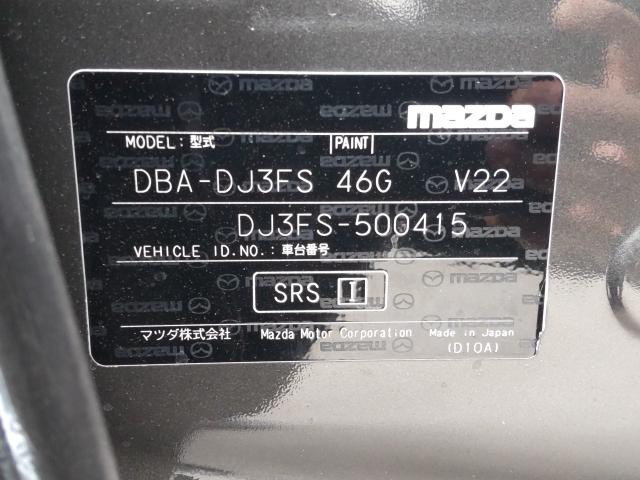 mazda
MODEL: 型式 PAINT
DBA-DJ3FS 46G V22
DJ3FS-500415
VEHICLE ID.NO.: 車台番号
SRS I
マツダ株式会社 Mazda Motor Corporation Made in Japan
(D10A)